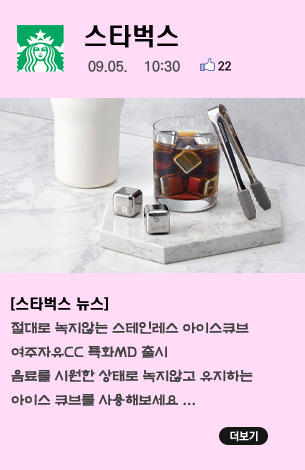 스타벅스
09.05. 10:30 22
[스타벅스 뉴스]
절대로 녹지않는 스테인레스 아이스큐브
여주자유CC 특화MD 출시
음료를 시원한 상태로 녹지않고 유지하는
아이스 큐브를 사용해보세요 ...
더보기